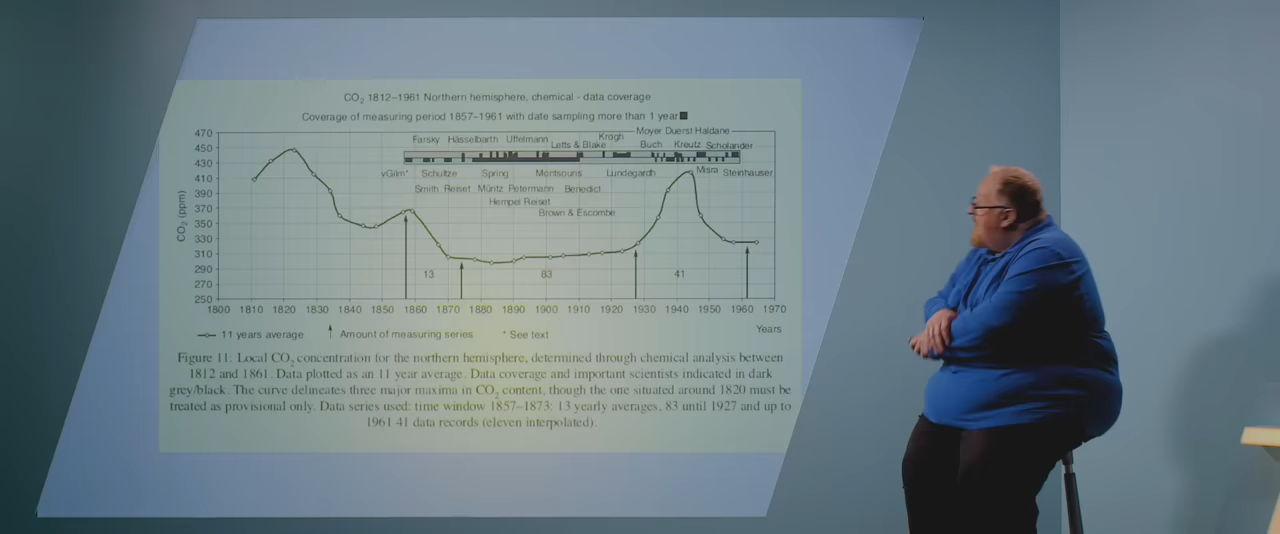 CO2 1812–1961 Northern hemisphere, chemical - data coverage
Coverage of measuring period 1857–1961 with date sampling more than 1 year
CO2 (ppm)
470
450
430
410
390
370
350
330
310
290
270
250
Farsky Hässelbarth Uffelmann Krogh Moyer Duerst Haldane
Letts & Blake Buch Kreutz Scholander
vGilm* Schultze Spring Montsouris Lundegardh Misra Steinhauser
Smith Reiset Müntz Petermann Benedict
Hempel Reiset
Brown & Escombe
13 83 41
1800 1810 1820 1830 1840 1850 1860 1870 1880 1890 1900 1910 1920 1930 1940 1950 1960 1970
Years
11 years average Amount of measuring series * See text
Figure 11: Local CO2 concentration for the northern hemisphere, determined through chemical analysis between
1812 and 1861. Data plotted as an 11 year average. Data coverage and important scientists indicated in dark
grey/black. The curve delineates three major maxima in CO2 content, though the one situated around 1820 must be
treated as provisional only. Data series used: time window 1857–1873: 13 yearly averages, 83 until 1927 and up to
1961 41 data records (eleven interpolated).